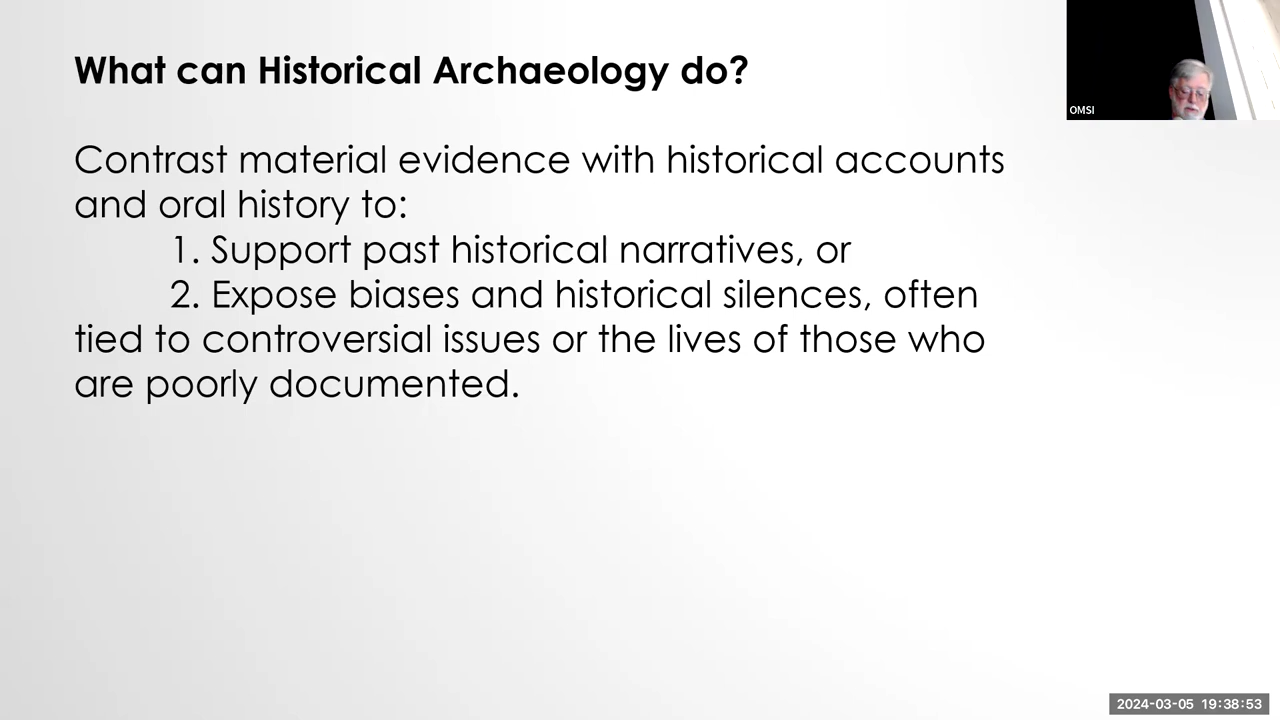 What can Historical Archaeology do?
Contrast material evidence with historical accounts
and oral history to:
1. Support past historical narratives, or
2. Expose biases and historical silences, often
tied to controversial issues or the lives of those who
are poorly documented.
OMSI
2024-03-05 19:38:53